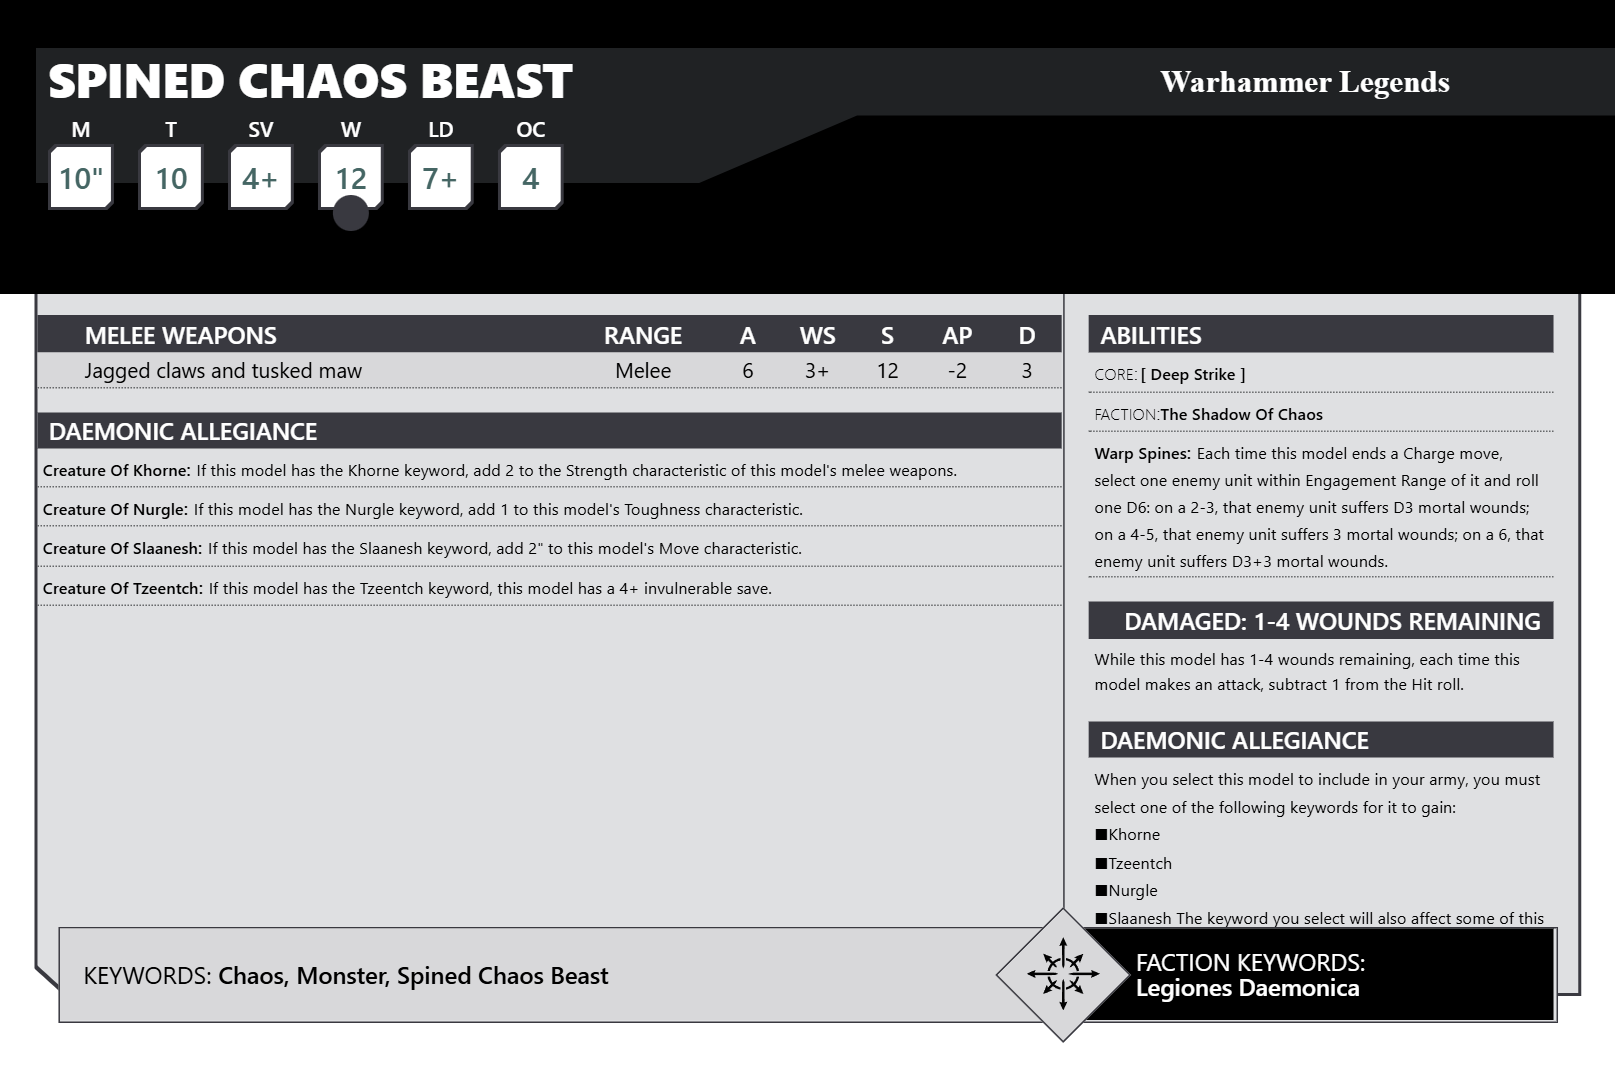 SPINED CHAOS BEAST
Warhammer Legends
M T SV W LD OC
10" 10 4+ 12 7+ 4
MELEE WEAPONS RANGE A WS S AP D
Jagged claws and tusked maw Melee 6 3+ 12 -2 3
DAEMONIC ALLEGIANCE
Creature Of Khorne: If this model has the Khorne keyword, add 2 to the Strength characteristic of this model's melee weapons.
Creature Of Nurgle: If this model has the Nurgle keyword, add 1 to this model's Toughness characteristic.
Creature Of Slaanesh: If this model has the Slaanesh keyword, add 2" to this model's Move characteristic.
Creature Of Tzeentch: If this model has the Tzeentch keyword, this model has a 4+ invulnerable save.
ABILITIES
CORE: [ Deep Strike ]
FACTION:The Shadow Of Chaos
Warp Spines: Each time this model ends a Charge move,
select one enemy unit within Engagement Range of it and roll
one D6: on a 2-3, that enemy unit suffers D3 mortal wounds;
on a 4-5, that enemy unit suffers 3 mortal wounds; on a 6, that
enemy unit suffers D3+3 mortal wounds.
DAMAGED: 1-4 WOUNDS REMAINING
While this model has 1-4 wounds remaining, each time this
model makes an attack, subtract 1 from the Hit roll.
DAEMONIC ALLEGIANCE
When you select this model to include in your army, you must
select one of the following keywords for it to gain:
■Khorne
■Tzeentch
■Nurgle
■Slaanesh The keyword you select will also affect some of this
KEYWORDS: Chaos, Monster, Spined Chaos Beast
FACTION KEYWORDS:
Legiones Daemonica